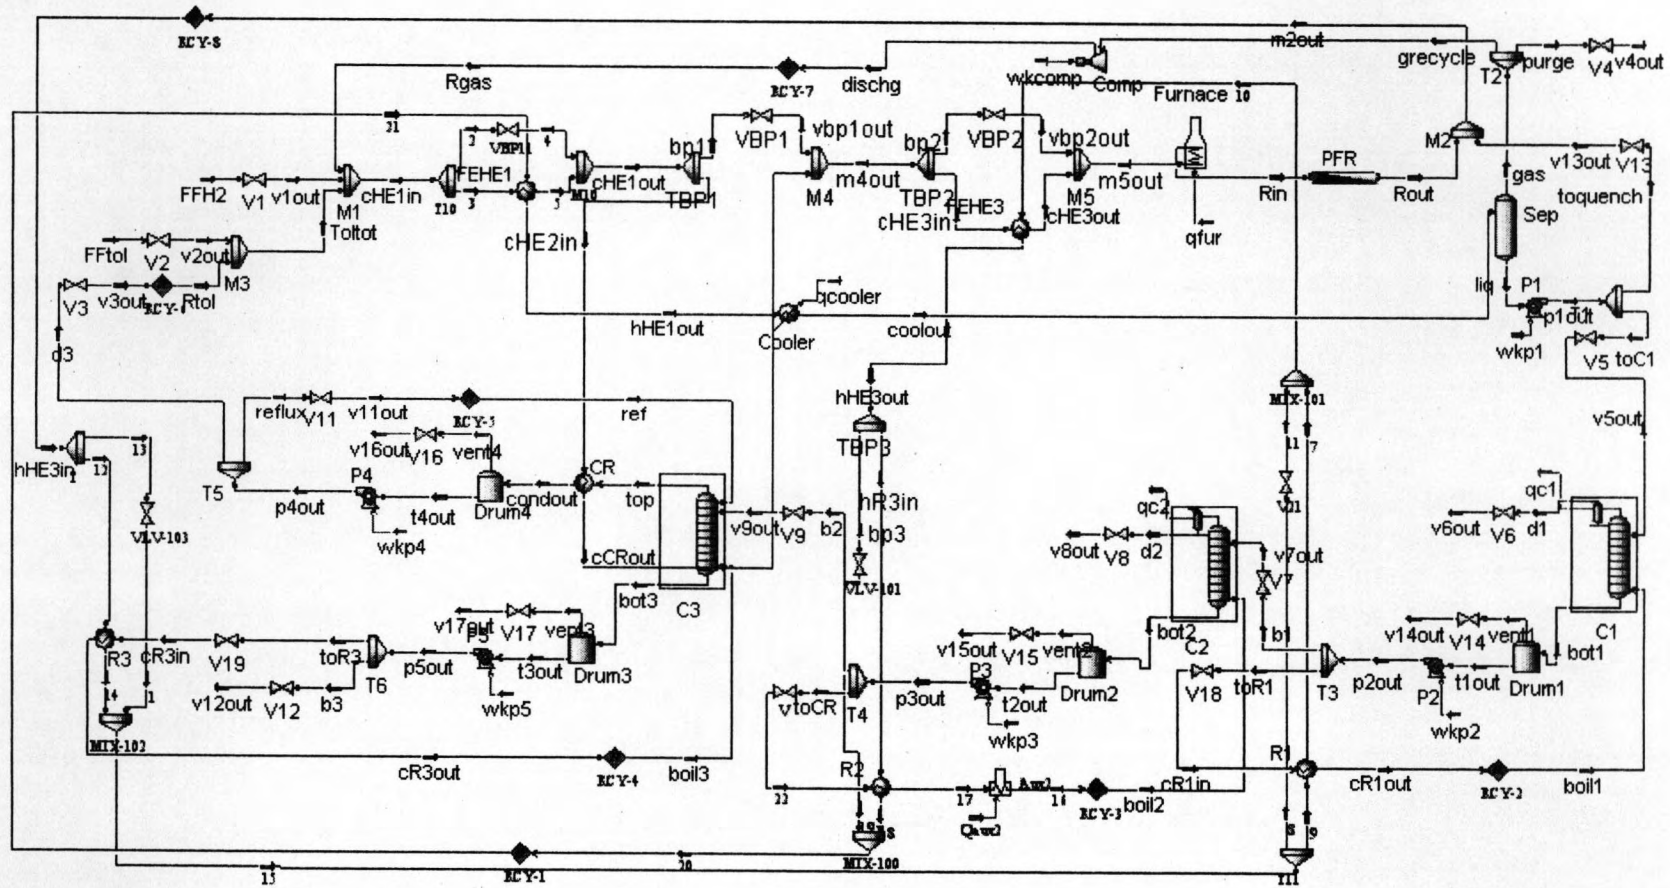 RCY-8
m2out
grecycle
T2
purge
V4
v4out
wkcomp
Comp
Furnace
10
Rgas
RCY-7
dischg
21
2
VBP11
4
bp1
VBP1
vbp1out
bp2
VBP2
vbp2out
M2
v13out
V13
PFR
FFH2
V1
v1out
M1
cHE1in
FEHE1
T10
3
5
M10
cHE1out
TBP1
M4
m4out
TBP2
M5
m5out
Rin
Rout
gas
toquench
Toltot
cHE2in
cHE3in
FEHE3
cHE3out
qfur
Sep
FFtol
V2
v2out
M3
V3
v3out
Rtol
qcooler
liq
P1
p1out
d3
hHE1out
Cooler
coolout
wkp1
V5
toC1
hHE3out
MIX-101
reflux
V11
v11out
RCY-5
ref
v16out
V16
vent4
TBP3
11
7
v5out
hHE3in
12
13
T5
P4
CR
top
p4out
t4out
condout
Drum4
v9out
V9
b2
hR3in
bp3
qc2
qc1
v8out
V8
d2
v7out
V7
v6out
V6
d1
VLV-103
wkp4
cCRout
VLV-101
bot3
C3
bot2
C2
b1
v14out
V14
vent1
C1
bot1
v17out
V17
vent3
P5
v15out
V15
vent2
P3
R3
cR3in
V19
toR3
p5out
t3out
Drum3
T6
v12out
V12
b3
wkp5
14
1
toCR
T4
p3out
t2out
Drum2
V18
toR1
T3
p2out
P2
t1out
Drum1
wkp3
wkp2
MIX-102
cR3out
RCY-4
boil3
R2
22
17
Aux2
16
RCY-3
boil2
cR1in
R1
cR1out
RCY-2
boil1
Qaux2
8
9
15
RCY-1
20
MIX-100
T11